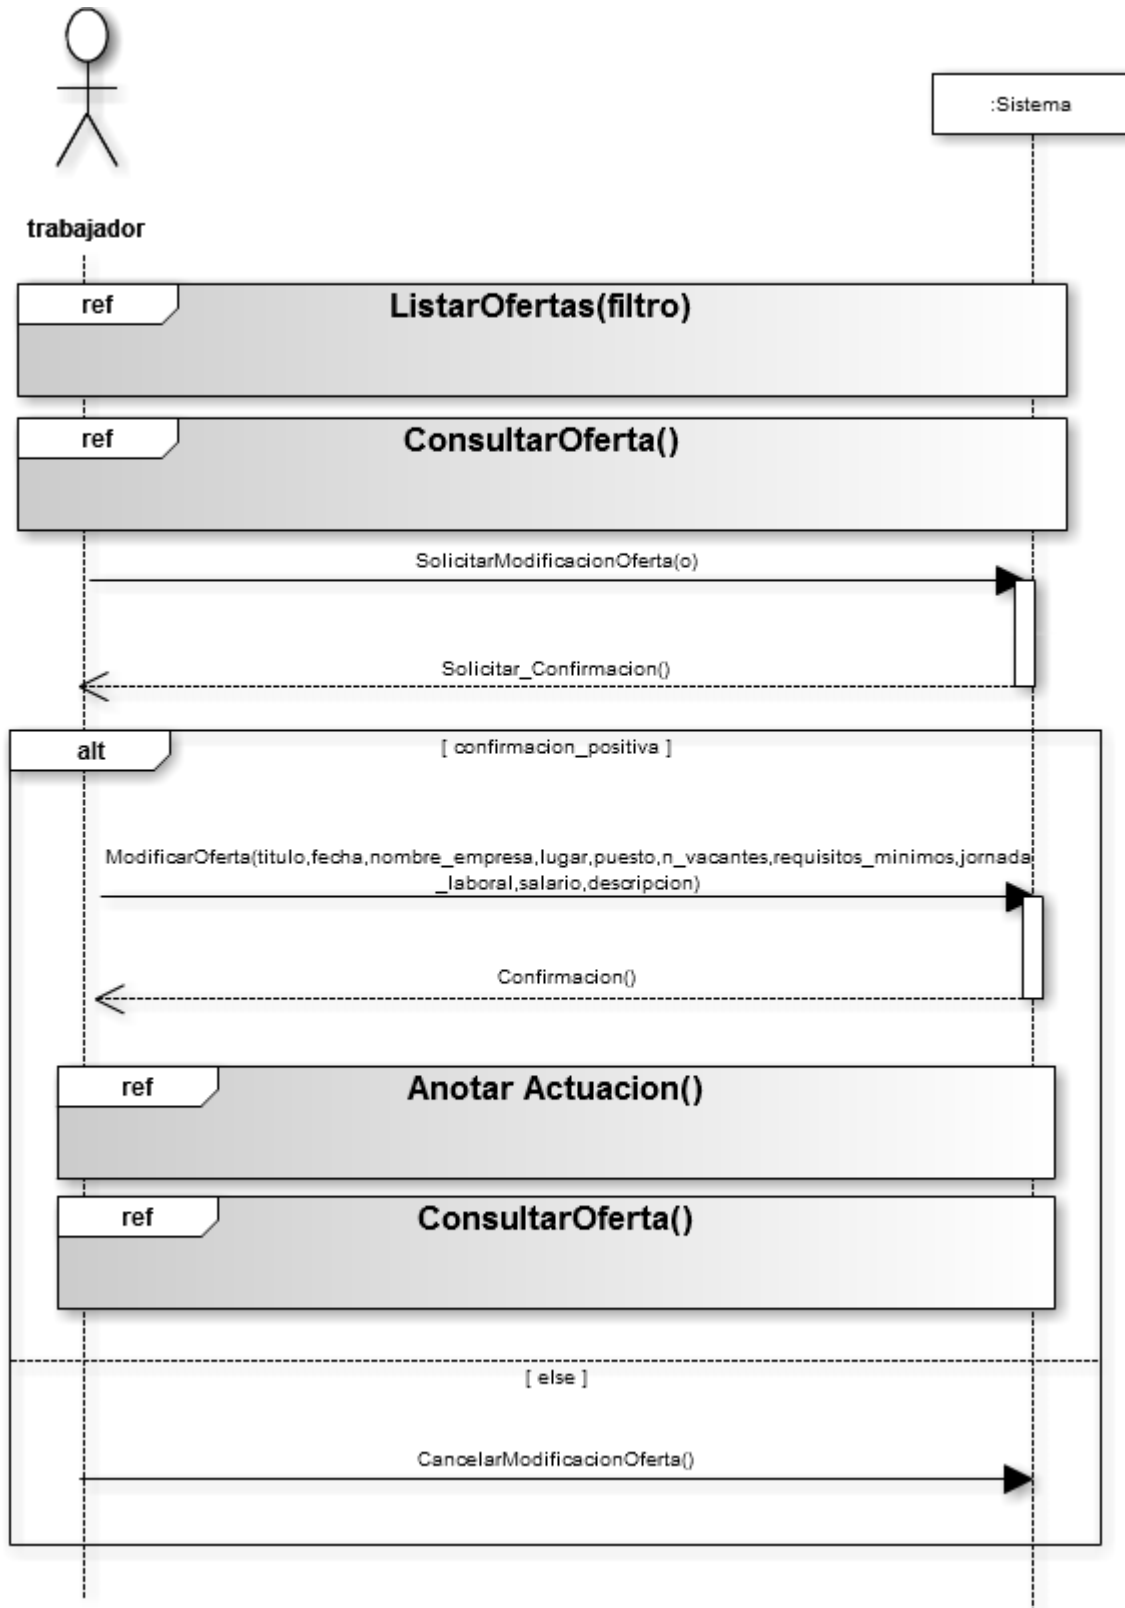 :Sistema
trabajador
ref
ListarOfertas(filtro)
ref
ConsultarOferta()
SolicitarModificacionOferta(o)
Solicitar_Confirmacion()
alt
[ confirmacion_positiva ]
ModificarOferta(titulo,fecha,nombre_empresa,lugar,puesto,n_vacantes,requisitos_minimos,jornada
_laboral,salario,descripcion)
Confirmacion()
ref
Anotar Actuacion()
ref
ConsultarOferta()
[ else ]
CancelarModificacionOferta()